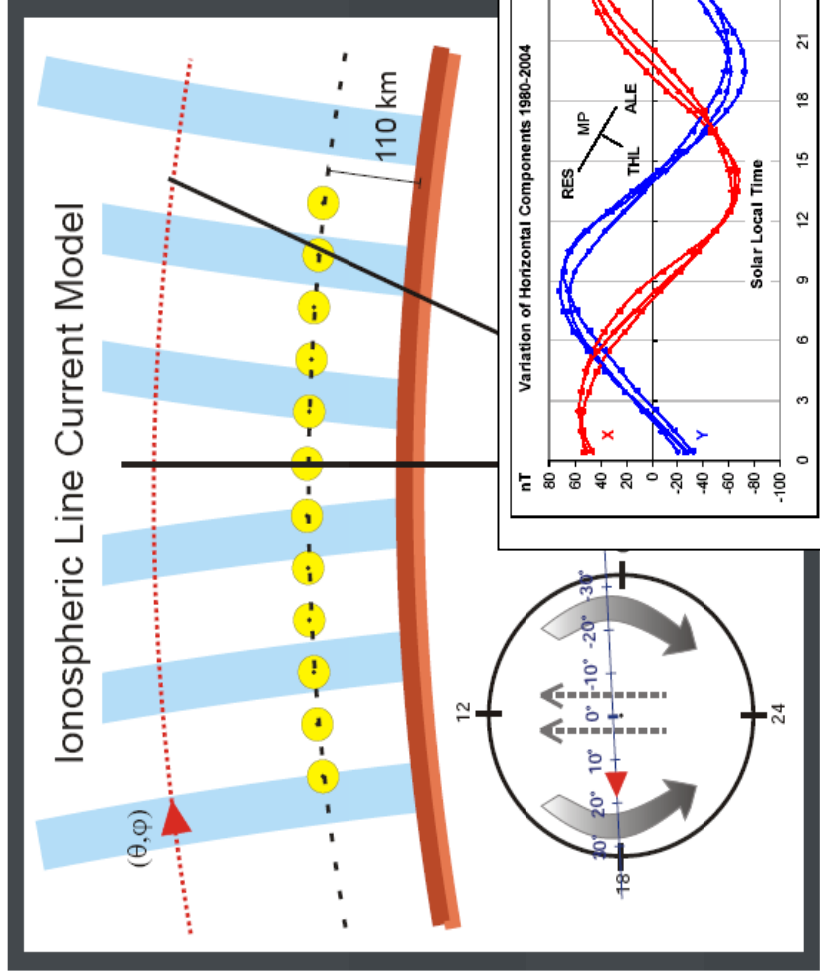 Ionospheric Line Current Model
(θ,φ)
110 km
12
18
24
20°
10°
0°
-10°
-20°
-30°
Variation of Horizontal Components 1980-2004
nT
80
60
40
20
0
-20
-40
-60
-80
-100
X
Y
RES
MP
THL
ALE
0
3
6
9
12
15
18
21
Solar Local Time